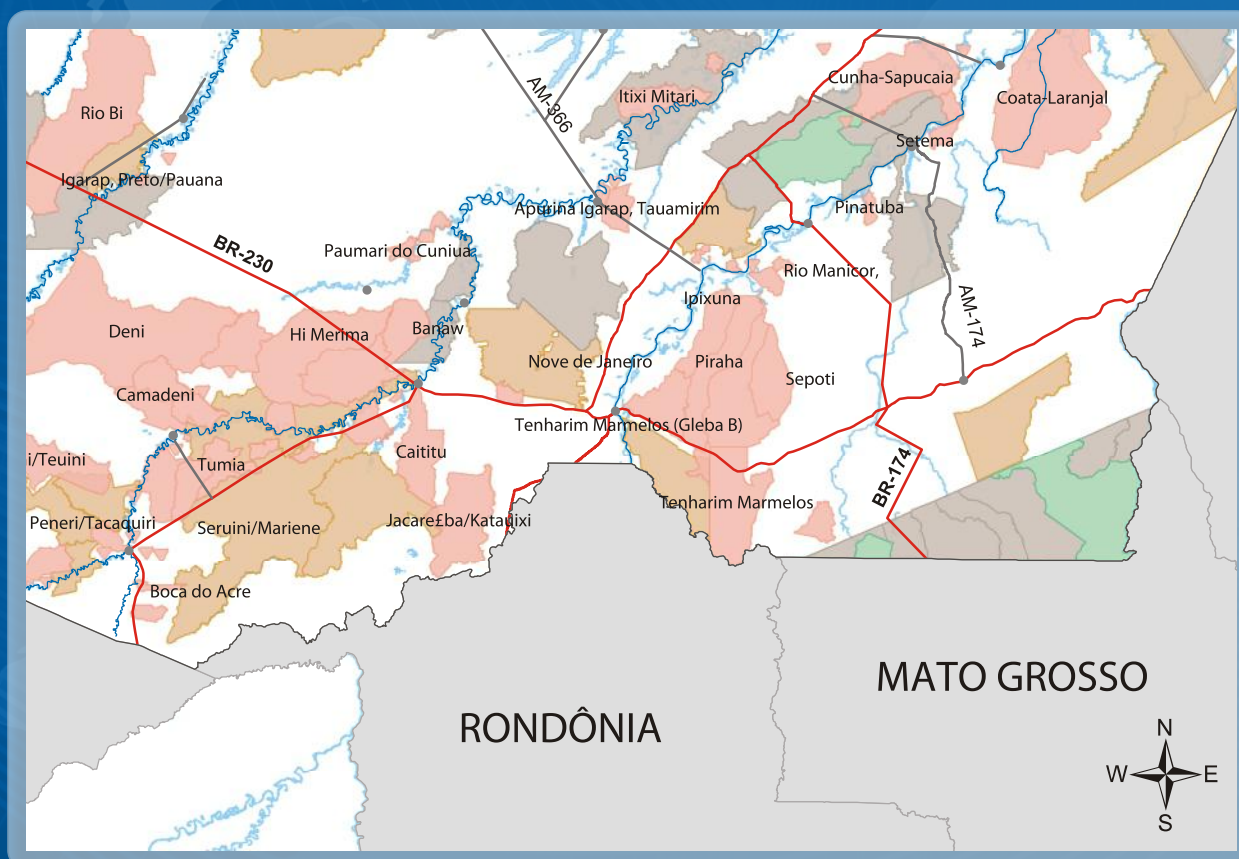 Cunha-Sapucaia
Itixi Mitari
Coata-Laranjal
AM-366
Rio Bi
Setema
Igarap, Preto/Pauana
Apurina Igarap, Tauamirim
Pinatuba
BR-230
Paumari do Cuniua
Rio Manicor,
Ipixuna
AM-174
Deni
Hi Merima
Banaw
Nove de Janeiro
Piraha
Sepoti
Camadeni
Tenharim Marmelos (Gleba B)
i/Teuini
Tumia
Caititu
BR-174
Tenharim Marmelos
Peneri/Tacaquiri
Seruini/Mariene
Jacare£ba/Katauixi
Boca do Acre
MATO GROSSO
RONDÔNIA
N
W E
S